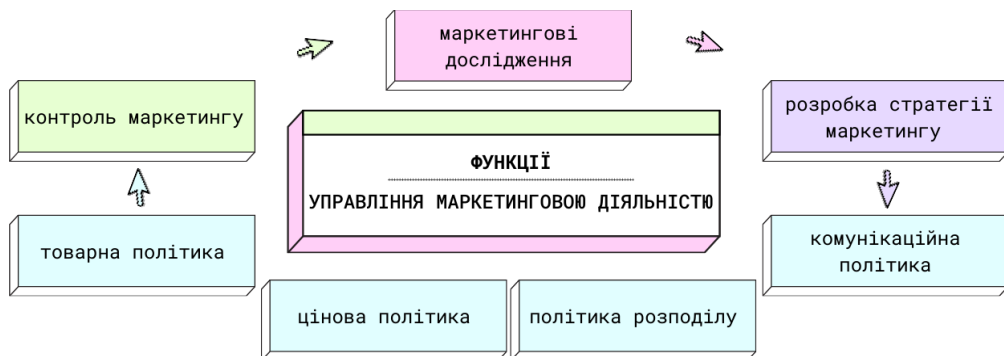 маркетингові
дослідження
контроль маркетингу
розробка стратегії
маркетингу
ФУНКЦІЇ
УПРАВЛІННЯ МАРКЕТИНГОВОЮ ДІЯЛЬНІСТЮ
товарна політика
комунікаційна
політика
цінова політика
політика розподілу